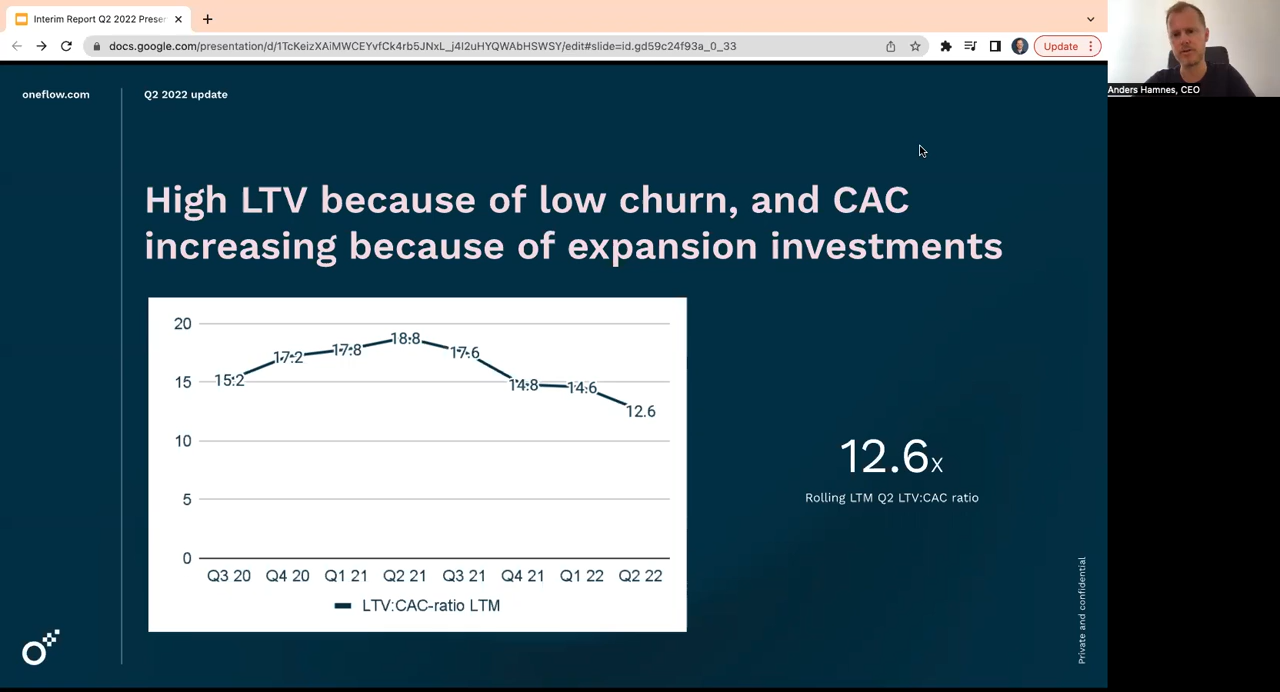 Interim Report Q2 2022 Presen
docs.google.com/presentation/d/1TcKeizXAiMWCEYvfCk4rb5JNxL_j4I2uHYQWAbHSWSY/edit#slide=id.gd59c24f93a_0_33
Update
Anders Hamnes, CEO
oneflow.com
Q2 2022 update
High LTV because of low churn, and CAC
increasing because of expansion investments
20
15
10
5
0
15.2
17.2
17.8
18.8
17.6
14.8
14.6
12.6
Q3 20
Q4 20
Q1 21
Q2 21
Q3 21
Q4 21
Q1 22
Q2 22
LTV:CAC-ratio LTM
12.6x
Rolling LTM Q2 LTV:CAC ratio
Private and confidential